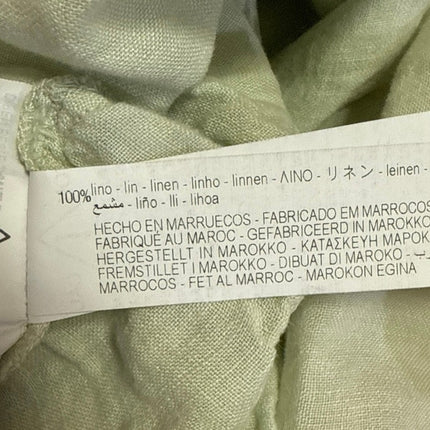 100% lino - lin - linen - linho - linnen - ΛΙΝΟ - リネン - leinen -
- liño - lli - lihoa
HECHO EN MARRUECOS - FABRICADO EM MARROCOS
FABRIQUÉ AU MAROC - GEFABRICEERD IN MAROKKO
HERGESTELLT IN MAROKKO - ΚΑΤΑΣΚΕΥΗ ΜΑΡΟΚ
FREMSTILLET I MAROKKO - DIBUAT DI MAROKO -
MARROCOS - FET AL MARROC - MAROKON EGINA